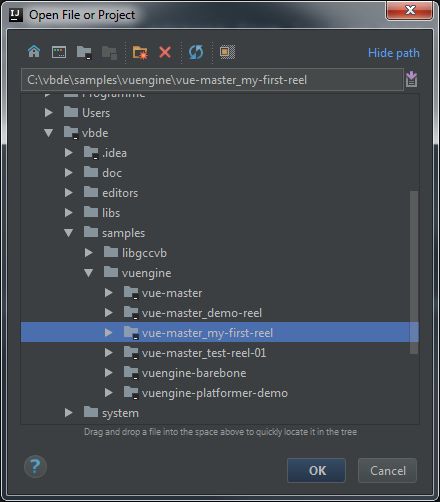 Open File or Project
Hide path
C:\vbde\samples\vuengine\vue-master_my-first-reel
Programme
Users
vbde
.idea
doc
editors
libs
samples
libgccvb
vuengine
vue-master
vue-master_demo-reel
vue-master_my-first-reel
vue-master_test-reel-01
vuengine-barebone
vuengine-platformer-demo
system
Drag and drop a file into the space above to quickly locate it in the tree
?
OK
Cancel